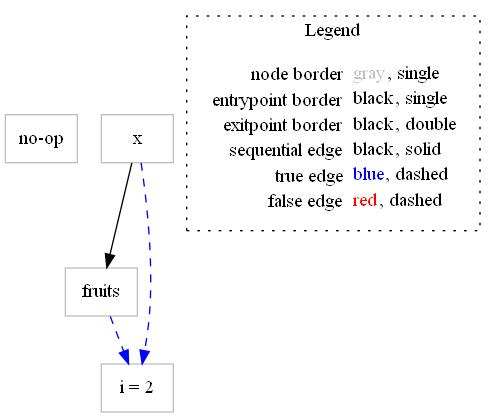 Legend
node border gray, single
entrypoint border black, single
exitpoint border black, double
sequential edge black, solid
true edge blue, dashed
false edge red, dashed
no-op
x
fruits
i = 2